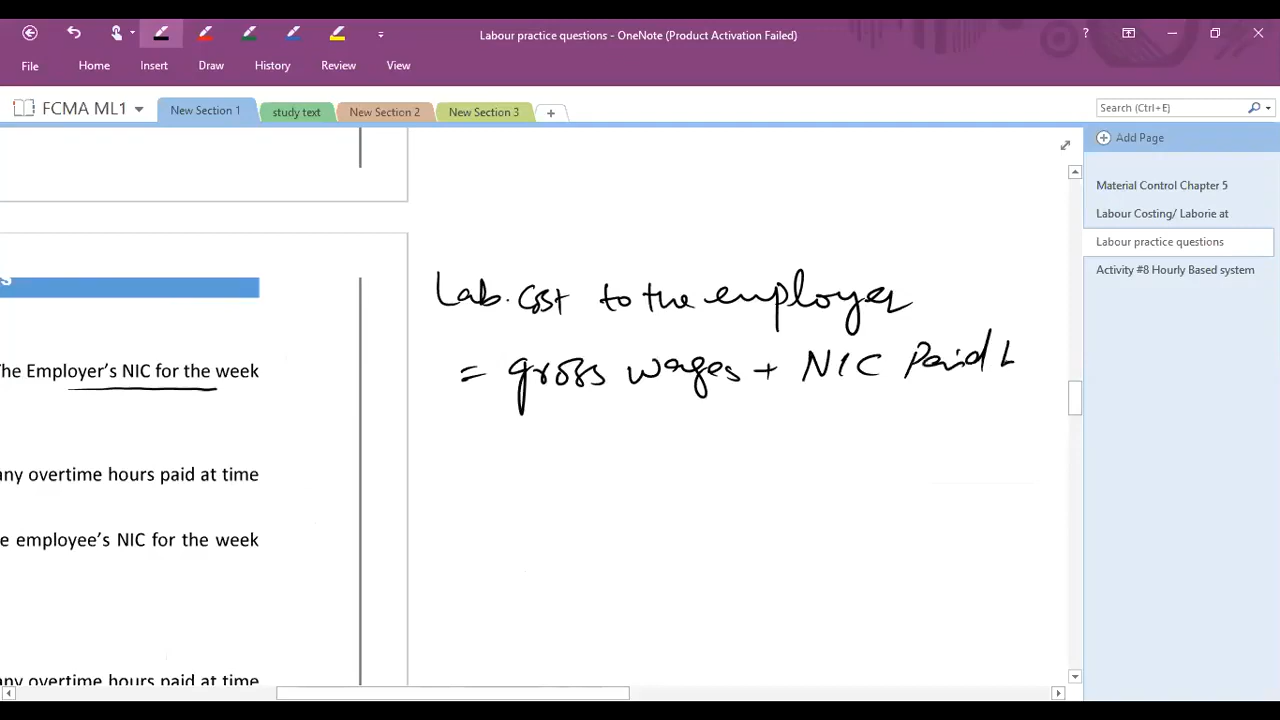 Labour practice questions - OneNote (Product Activation Failed)
?
File Home Insert Draw History Review View
FCMA ML1
New Section 1
study text
New Section 2
New Section 3
+
Search (Ctrl+E)
Add Page
Material Control Chapter 5
Labour Costing/ Laborie at
Labour practice questions
Activity #8 Hourly Based system
s
Lab. Cost to the employer
= gross wages + NIC Paid
he Employer's NIC for the week
any overtime hours paid at time
e employee's NIC for the week
any overtime hours paid at time